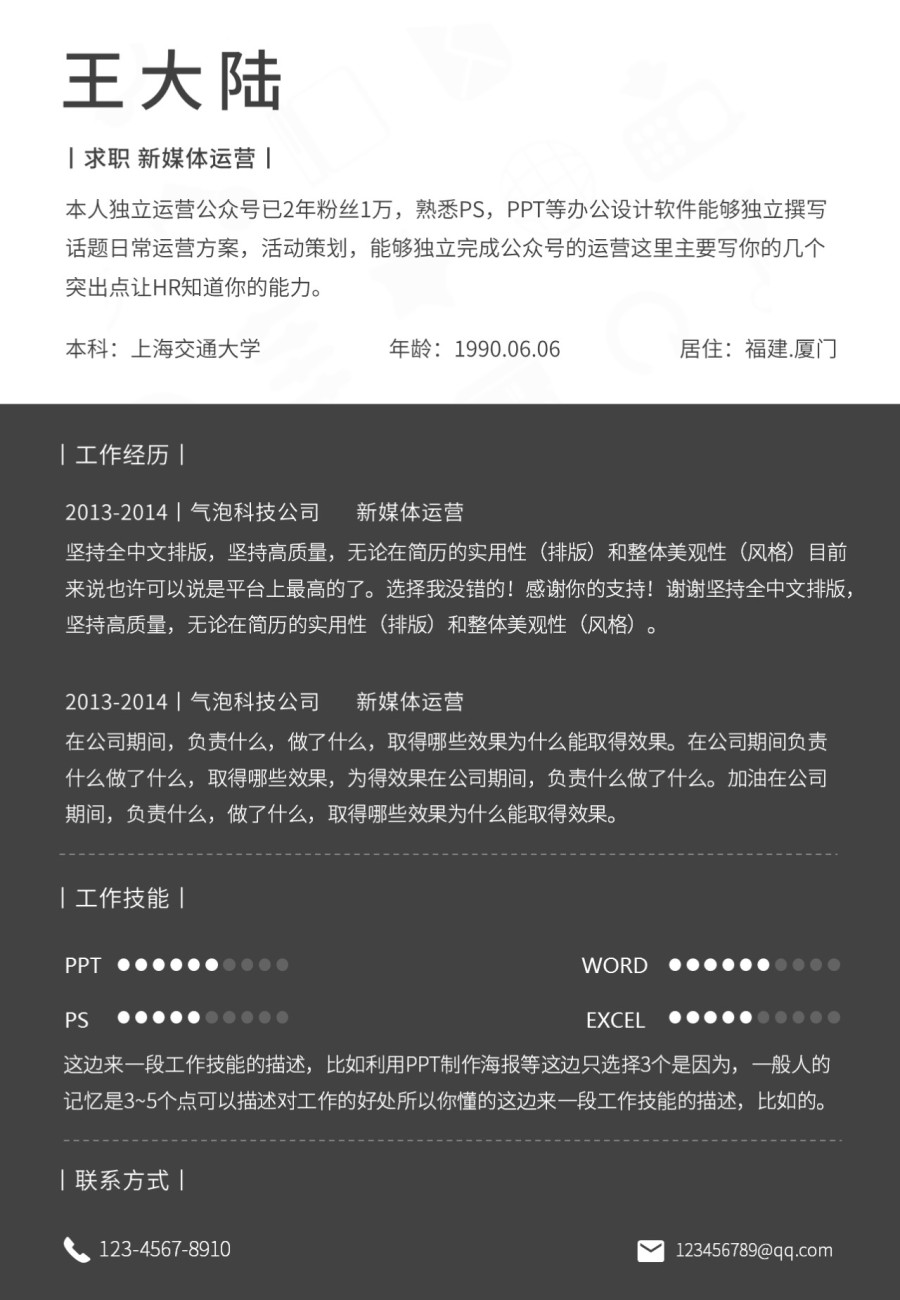 王大陆
| 求职 新媒体运营 |
本人独立运营公众号已2年粉丝1万，熟悉PS，PPT等办公设计软件能够独立撰写
话题日常运营方案，活动策划，能够独立完成公众号的运营这里主要写你的几个
突出点让HR知道你的能力。
本科：上海交通大学 年龄：1990.06.06 居住：福建.厦门
| 工作经历 |
2013-2014 | 气泡科技公司 新媒体运营
坚持全中文排版，坚持高质量，无论在简历的实用性（排版）和整体美观性（风格）目前
来说也许可以说是平台上最高的了。选择我没错的！感谢你的支持！谢谢坚持全中文排版，
坚持高质量，无论在简历的实用性（排版）和整体美观性（风格）。
2013-2014 | 气泡科技公司 新媒体运营
在公司期间，负责什么，做了什么，取得哪些效果为什么能取得效果。在公司期间负责
什么做了什么，取得哪些效果，为得效果在公司期间，负责什么做了什么。加油在公司
期间，负责什么，做了什么，取得哪些效果为什么能取得效果。
| 工作技能 |
PPT WORD
PS EXCEL
这边来一段工作技能的描述，比如利用PPT制作海报等这边只选择3个是因为，一般人的
记忆是3~5个点可以描述对工作的好处所以你懂的这边来一段工作技能的描述，比如的。
| 联系方式 |
123-4567-8910 123456789@qq.com